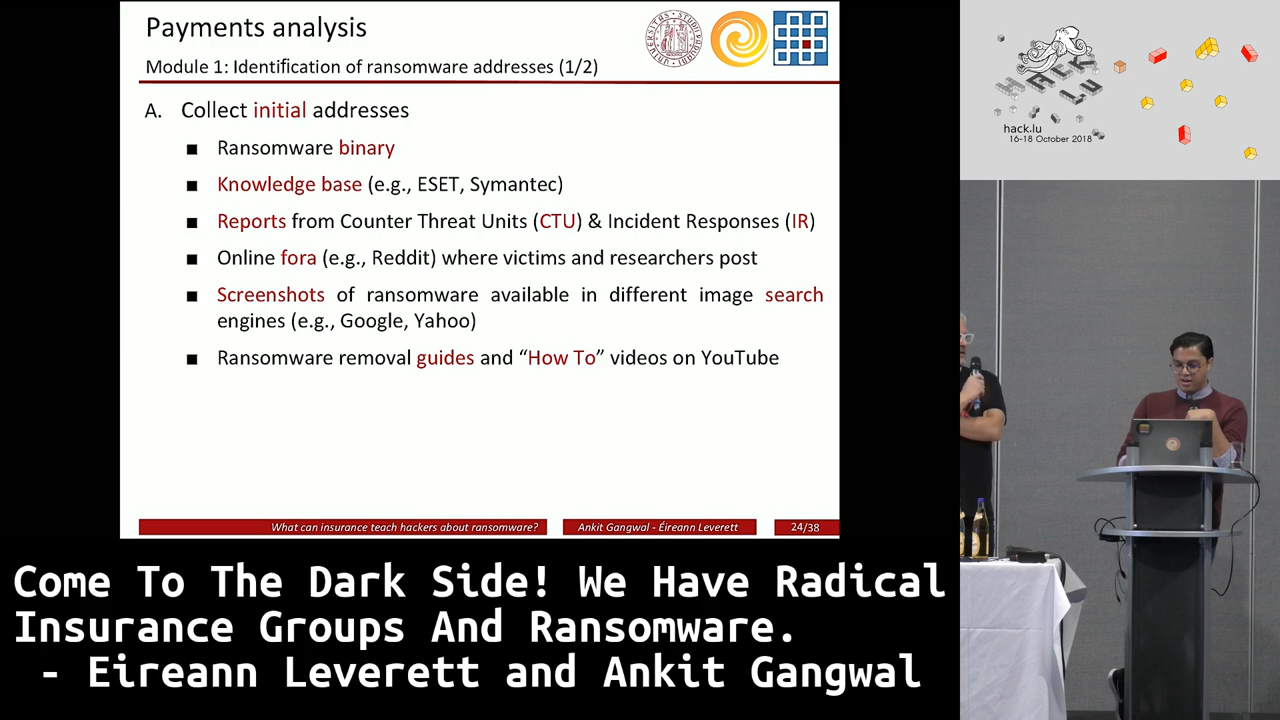 Payments analysis
Module 1: Identification of ransomware addresses (1/2)
A. Collect initial addresses
■ Ransomware binary
■ Knowledge base (e.g., ESET, Symantec)
■ Reports from Counter Threat Units (CTU) & Incident Responses (IR)
■ Online fora (e.g., Reddit) where victims and researchers post
■ Screenshots of ransomware available in different image search
engines (e.g., Google, Yahoo)
■ Ransomware removal guides and “How To” videos on YouTube
What can insurance teach hackers about ransomware?
Ankit Gangwal - Éireann Leverett
24/38
HACK
LU
hack.lu
16-18 October 2018
Come To The Dark Side! We Have Radical
Insurance Groups And Ransomware.
- Eireann Leverett and Ankit Gangwal